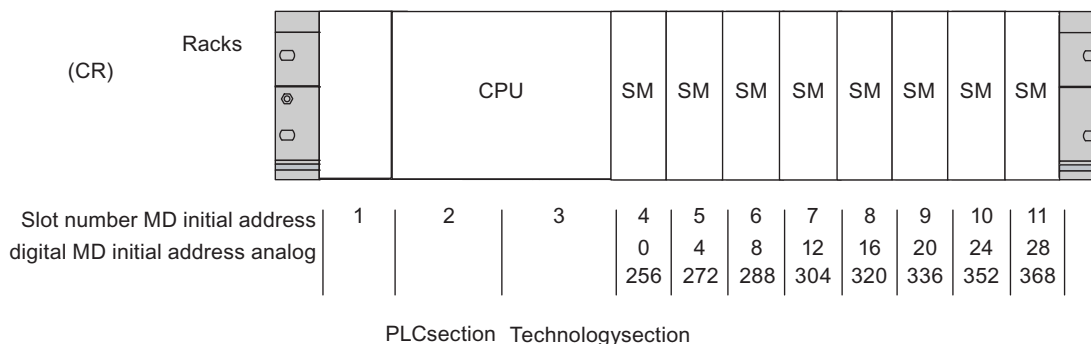 Racks
(CR)
CPU SM SM SM SM SM SM SM SM
Slot number MD initial address 1 2 3 4 5 6 7 8 9 10 11
digital MD initial address analog 0 4 8 12 16 20 24 28
256 272 288 304 320 336 352 368
PLCsection Technologysection